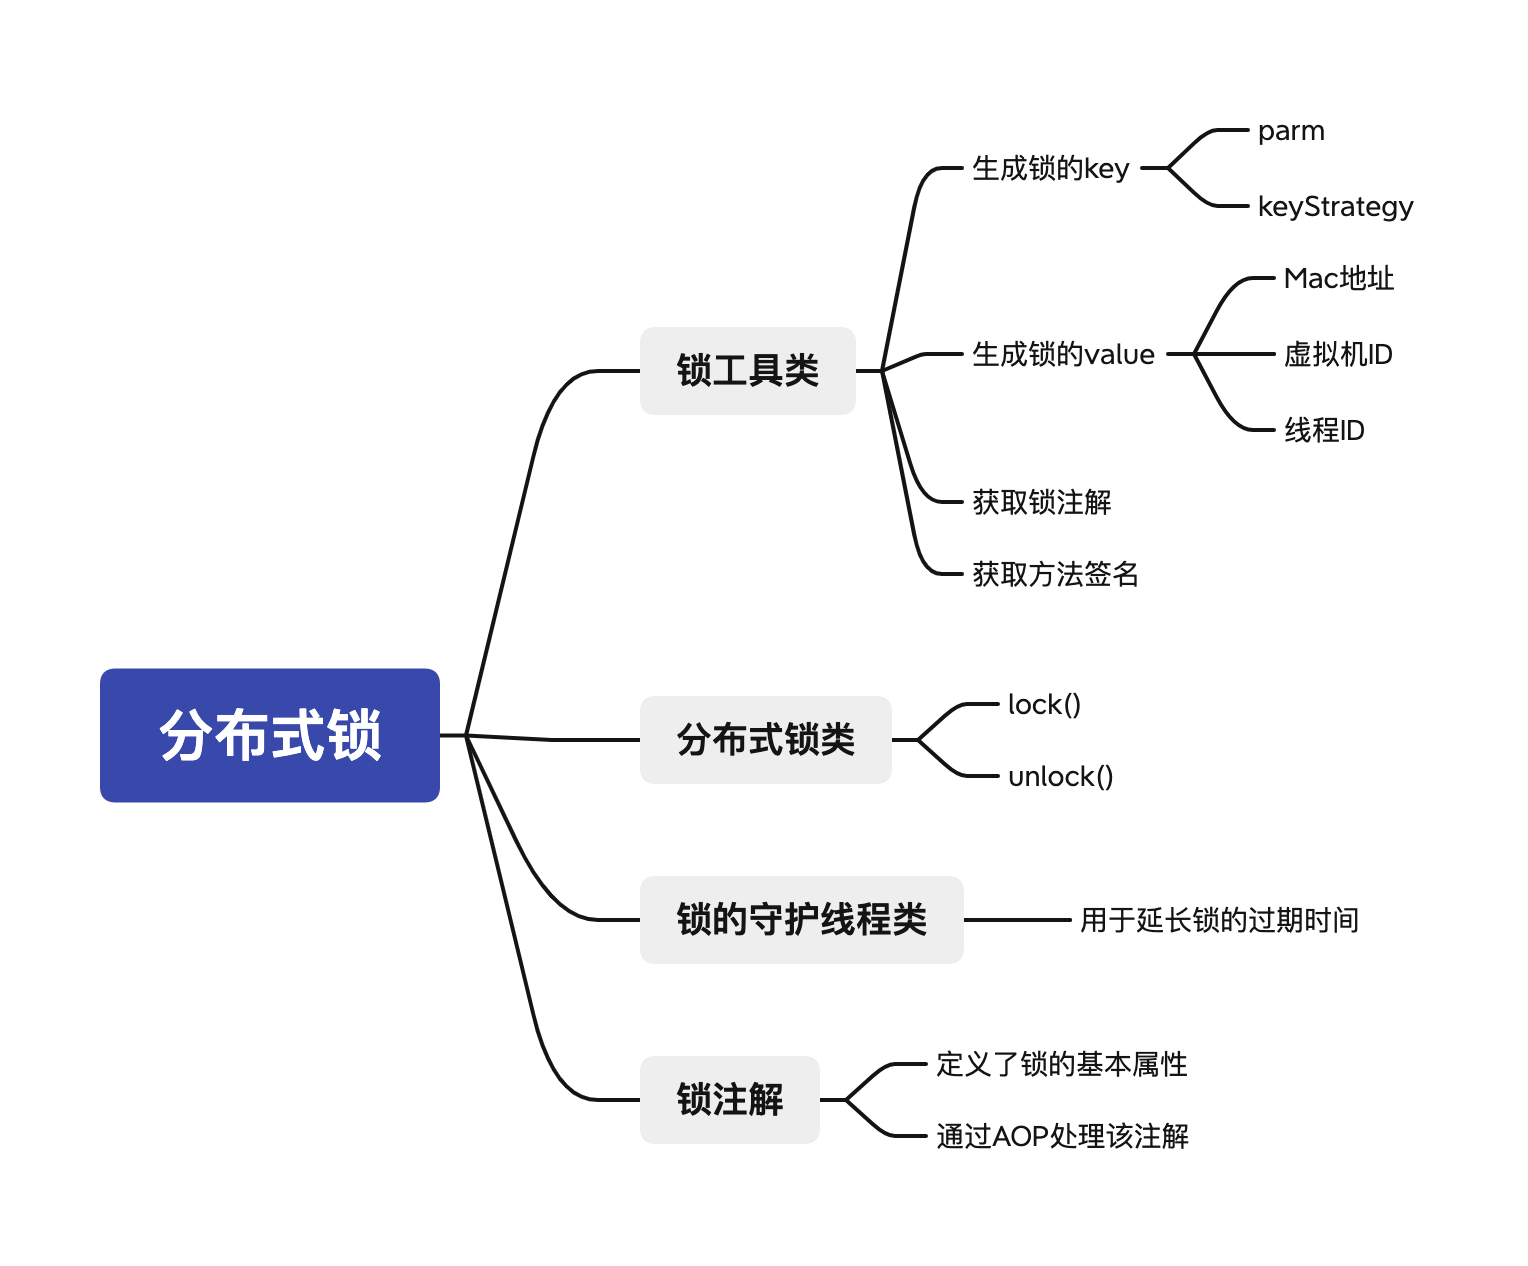 分布式锁
锁工具类
生成锁的key
parm
keyStrategy
生成锁的value
Mac地址
虚拟机ID
线程ID
获取锁注解
获取方法签名
分布式锁类
lock()
unlock()
锁的守护线程类
用于延长锁的过期时间
锁注解
定义了锁的基本属性
通过AOP处理该注解